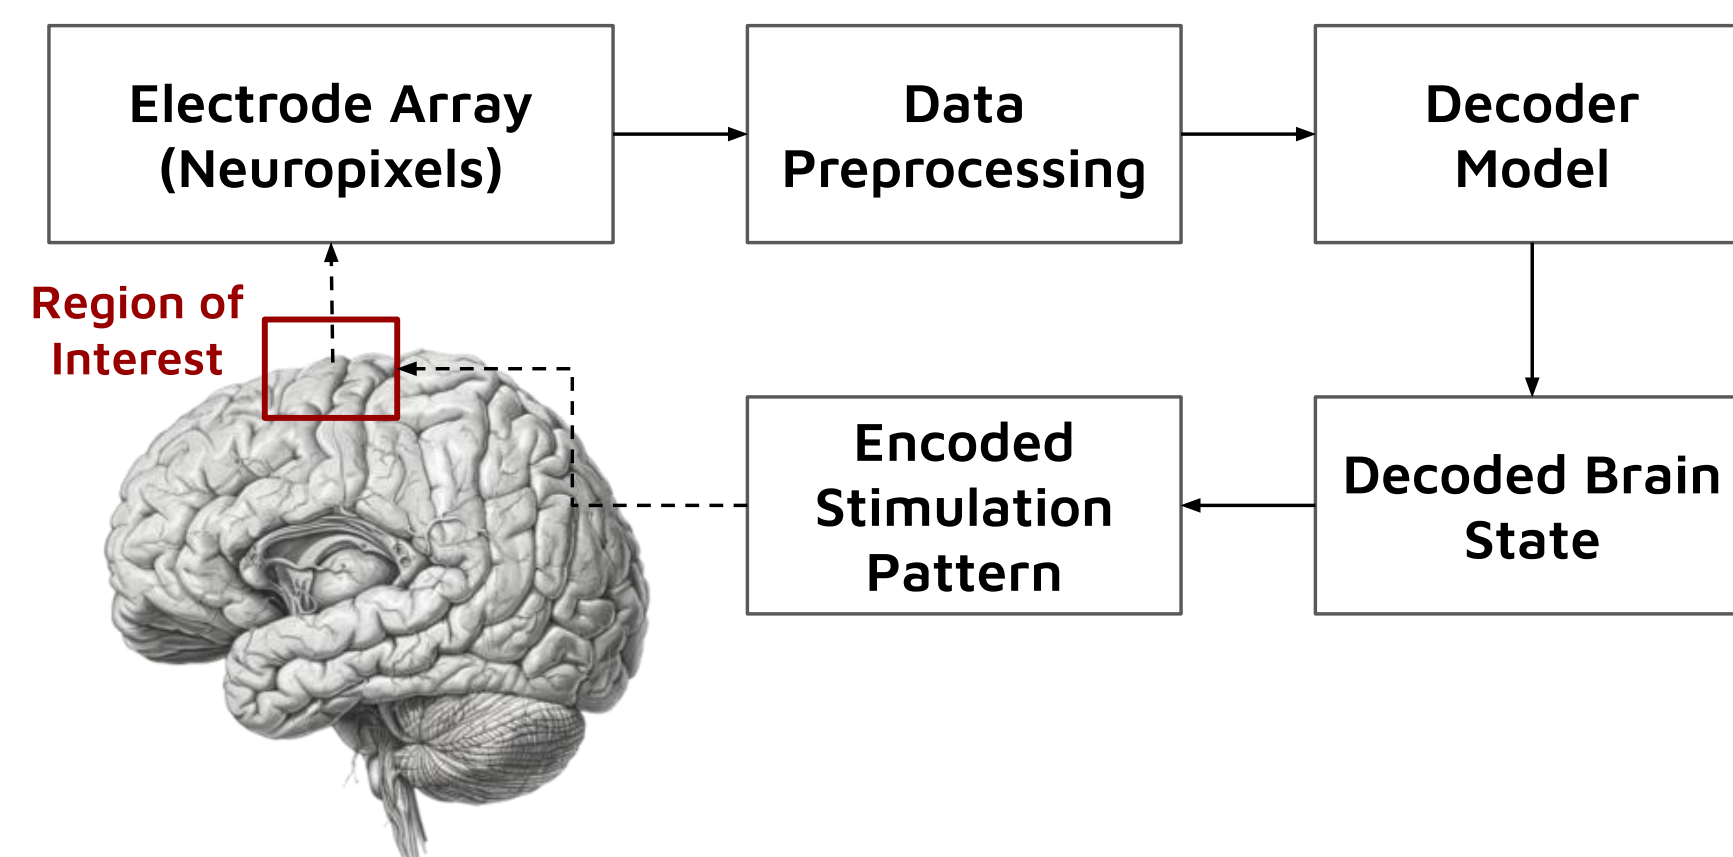 Electrode Array
(Neuropixels)
Data
Preprocessing
Decoder
Model
Region of
Interest
Encoded
Stimulation
Pattern
Decoded Brain
State